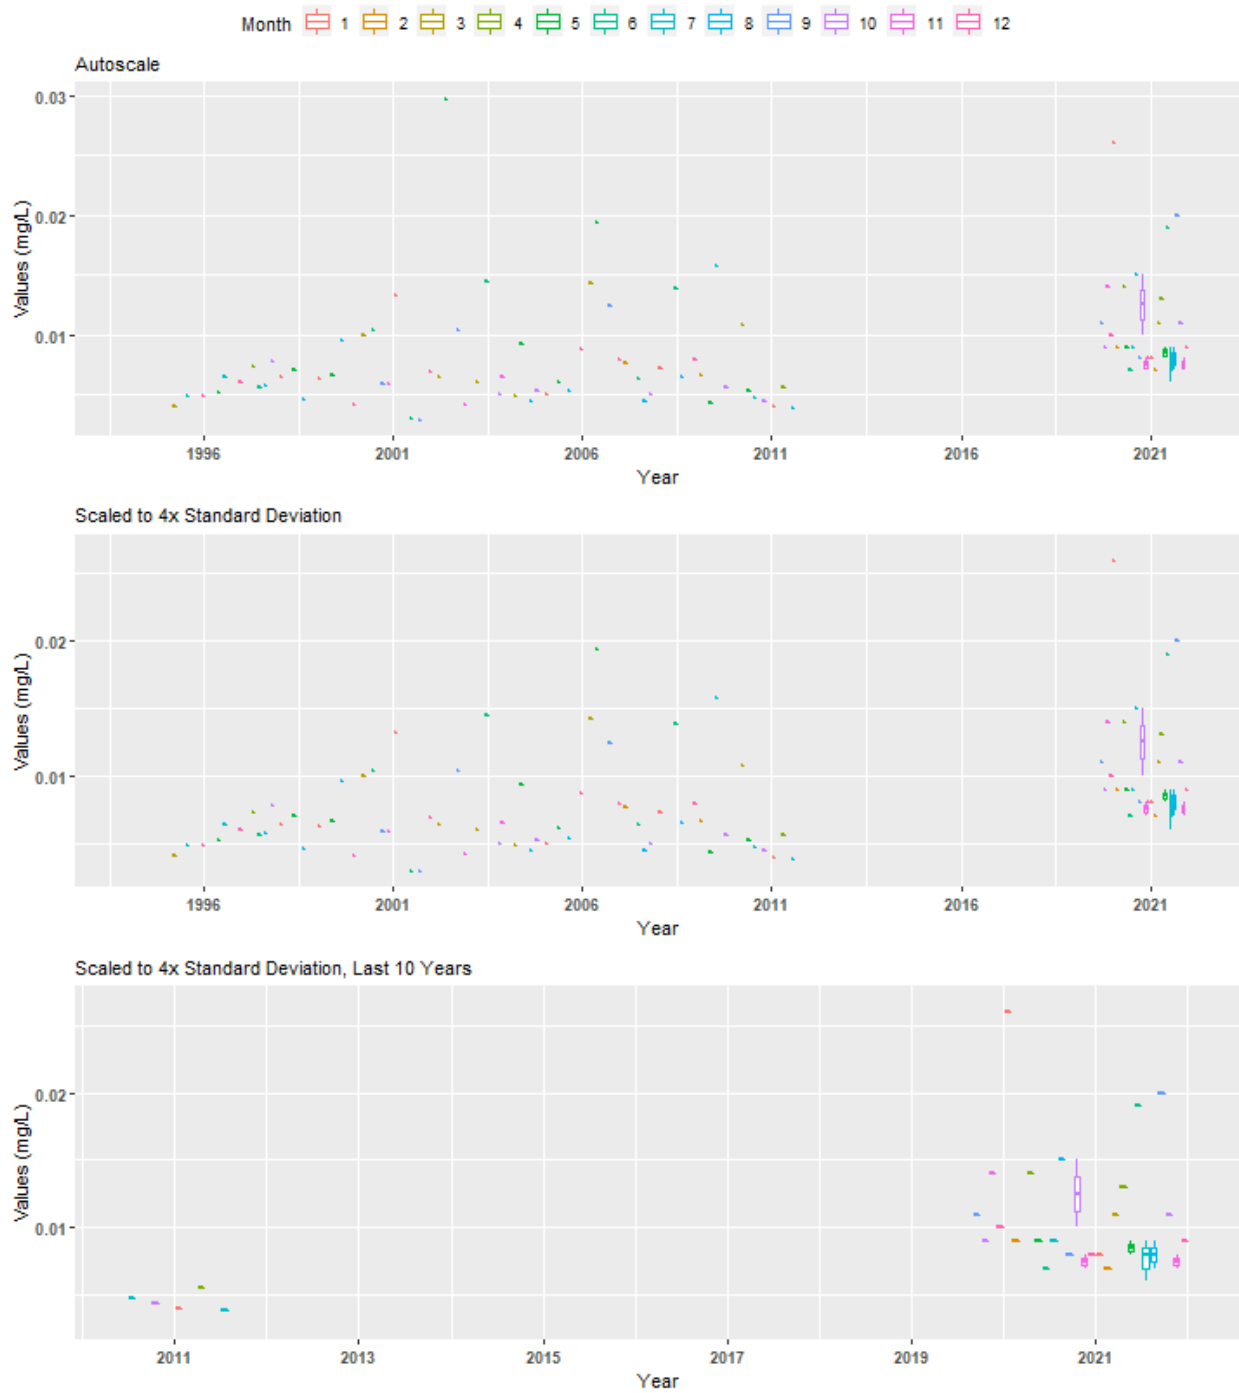 Month 1 2 3 4 5 6 7 8 9 10 11 12
Autoscale
0.03
0.02
0.01
Values (mg/L)
1996 2001 2006 2011 2016 2021
Year
Scaled to 4x Standard Deviation
0.02
0.01
Values (mg/L)
1996 2001 2006 2011 2016 2021
Year
Scaled to 4x Standard Deviation, Last 10 Years
0.02
0.01
Values (mg/L)
2011 2013 2015 2017 2019 2021
Year